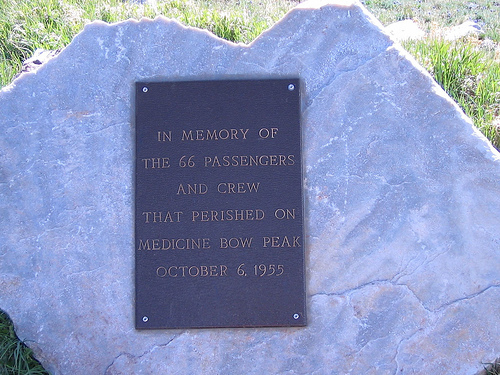 IN MEMORY OF
THE 66 PASSENGERS
AND CREW
THAT PERISHED ON
MEDICINE BOW PEAK
OCTOBER 6, 1955